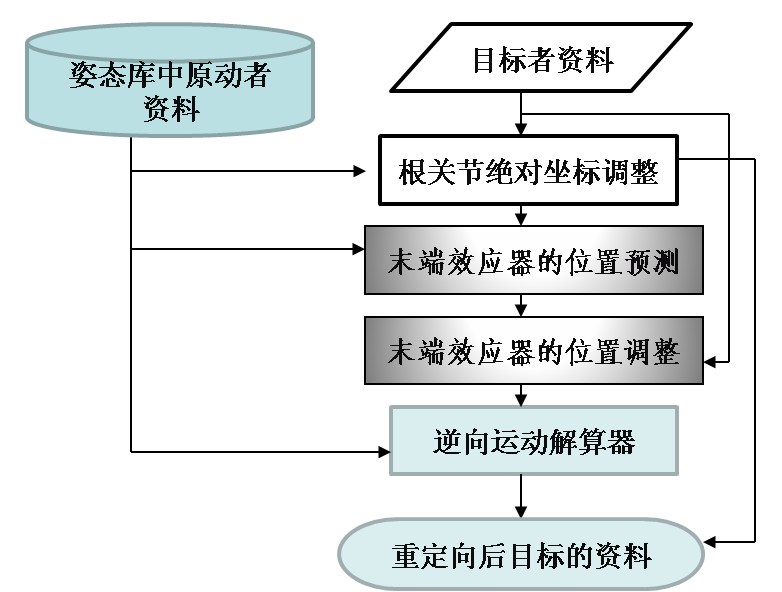 姿态库中原动者
资料
目标者资料
根关节绝对坐标调整
末端效应器的位置预测
末端效应器的位置调整
逆向运动解算器
重定向后目标的资料